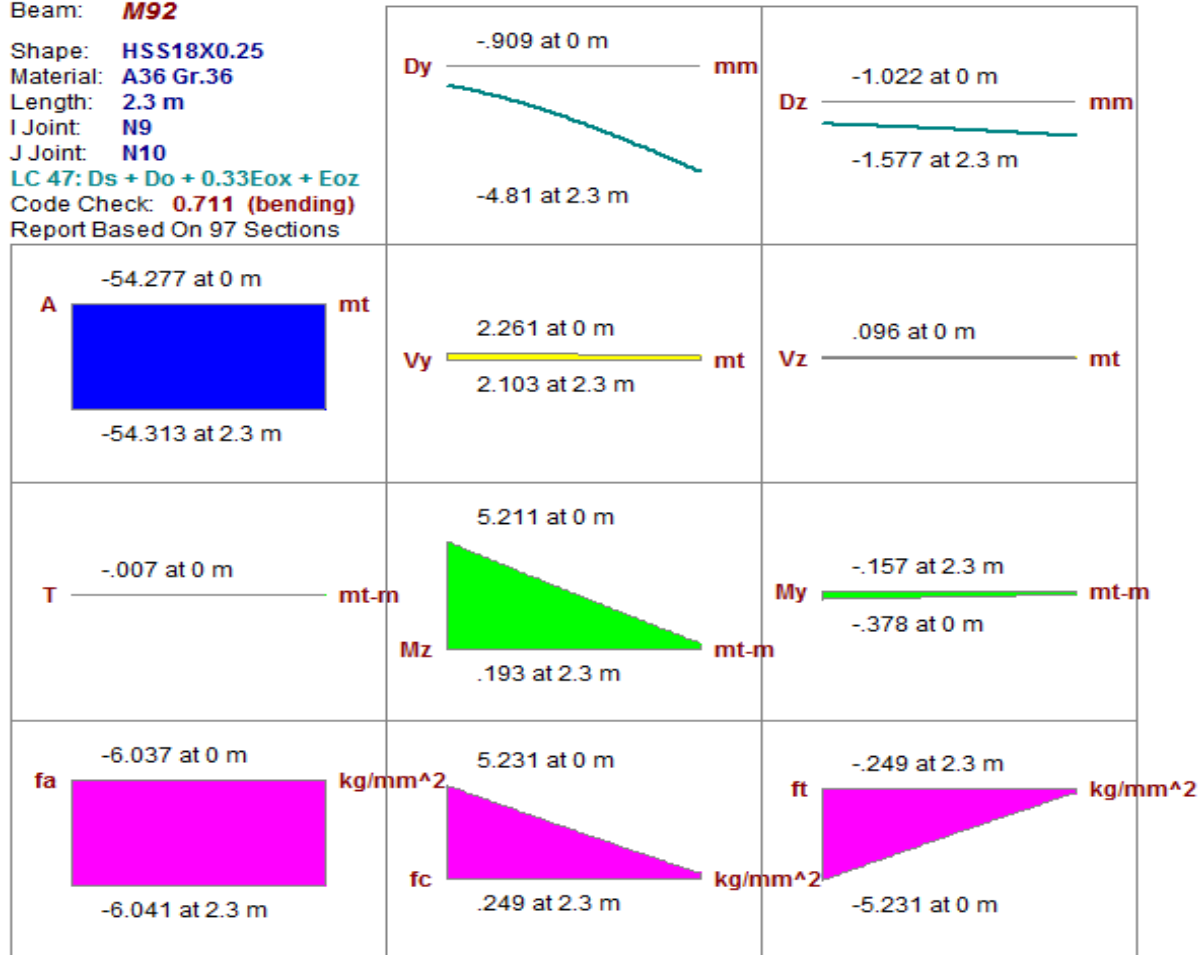 Beam: M92
Shape: HSS18X0.25
Material: A36 Gr.36
Length: 2.3 m
I Joint: N9
J Joint: N10
LC 47: Ds + Do + 0.33Eox + Eoz
Code Check: 0.711 (bending)
Report Based On 97 Sections
-.909 at 0 m
Dy mm
-4.81 at 2.3 m
-1.022 at 0 m
Dz mm
-1.577 at 2.3 m
-54.277 at 0 m
A mt
-54.313 at 2.3 m
2.261 at 0 m
Vy mt
2.103 at 2.3 m
.096 at 0 m
Vz mt
-.007 at 0 m
T mt-m
5.211 at 0 m
Mz mt-m
.193 at 2.3 m
-.157 at 2.3 m
My mt-m
-.378 at 0 m
-6.037 at 0 m
fa kg/mm^2
-6.041 at 2.3 m
5.231 at 0 m
fc kg/mm^2
.249 at 2.3 m
-.249 at 2.3 m
ft kg/mm^2
-5.231 at 0 m